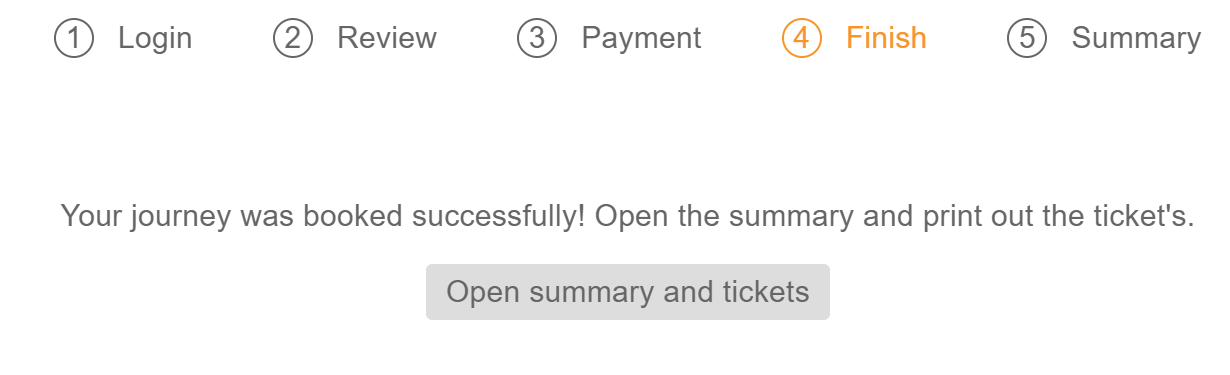 1 Login 2 Review 3 Payment 4 Finish 5 Summary
Your journey was booked successfully! Open the summary and print out the ticket's.
Open summary and tickets